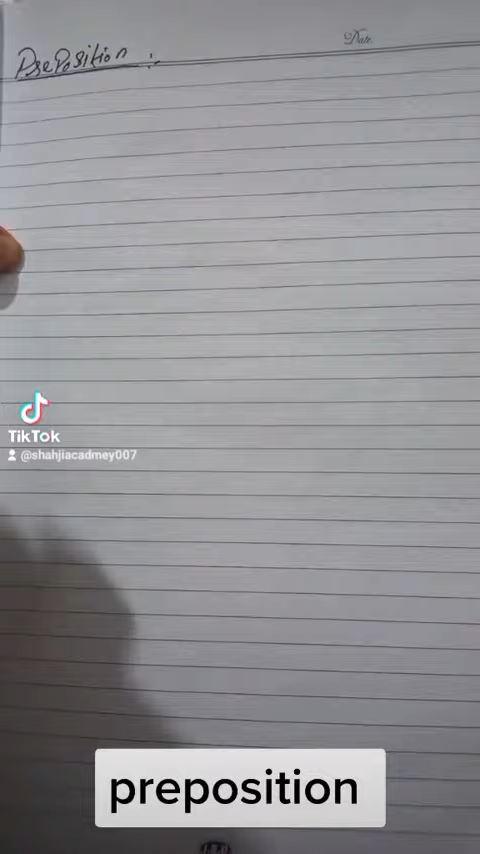 Preposition :-
Date
TikTok
@shahjiacadmey007
preposition